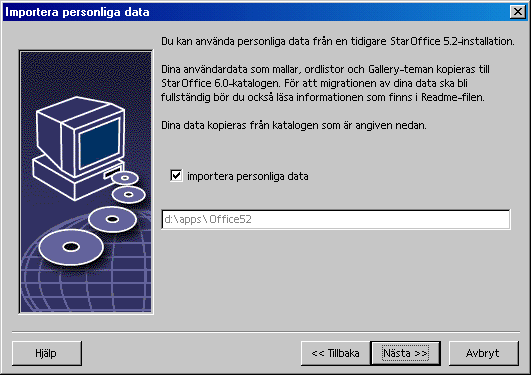 Importera personliga data
Du kan använda personliga data från en tidigare StarOffice 5.2-installation.
Dina användardata som mallar, ordlistor och Gallery-teman kopieras till
StarOffice 6.0-katalogen. För att migrationen av dina data ska bli
fullständig bör du också läsa informationen som finns i Readme-filen.
Dina data kopieras från katalogen som är angiven nedan.
importera personliga data
d:\apps\Office52
Hjälp
<< Tillbaka
Nästa >>
Avbryt